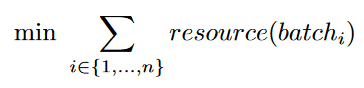 min ∑ resource(batch_i)
i∈{1,...,n}